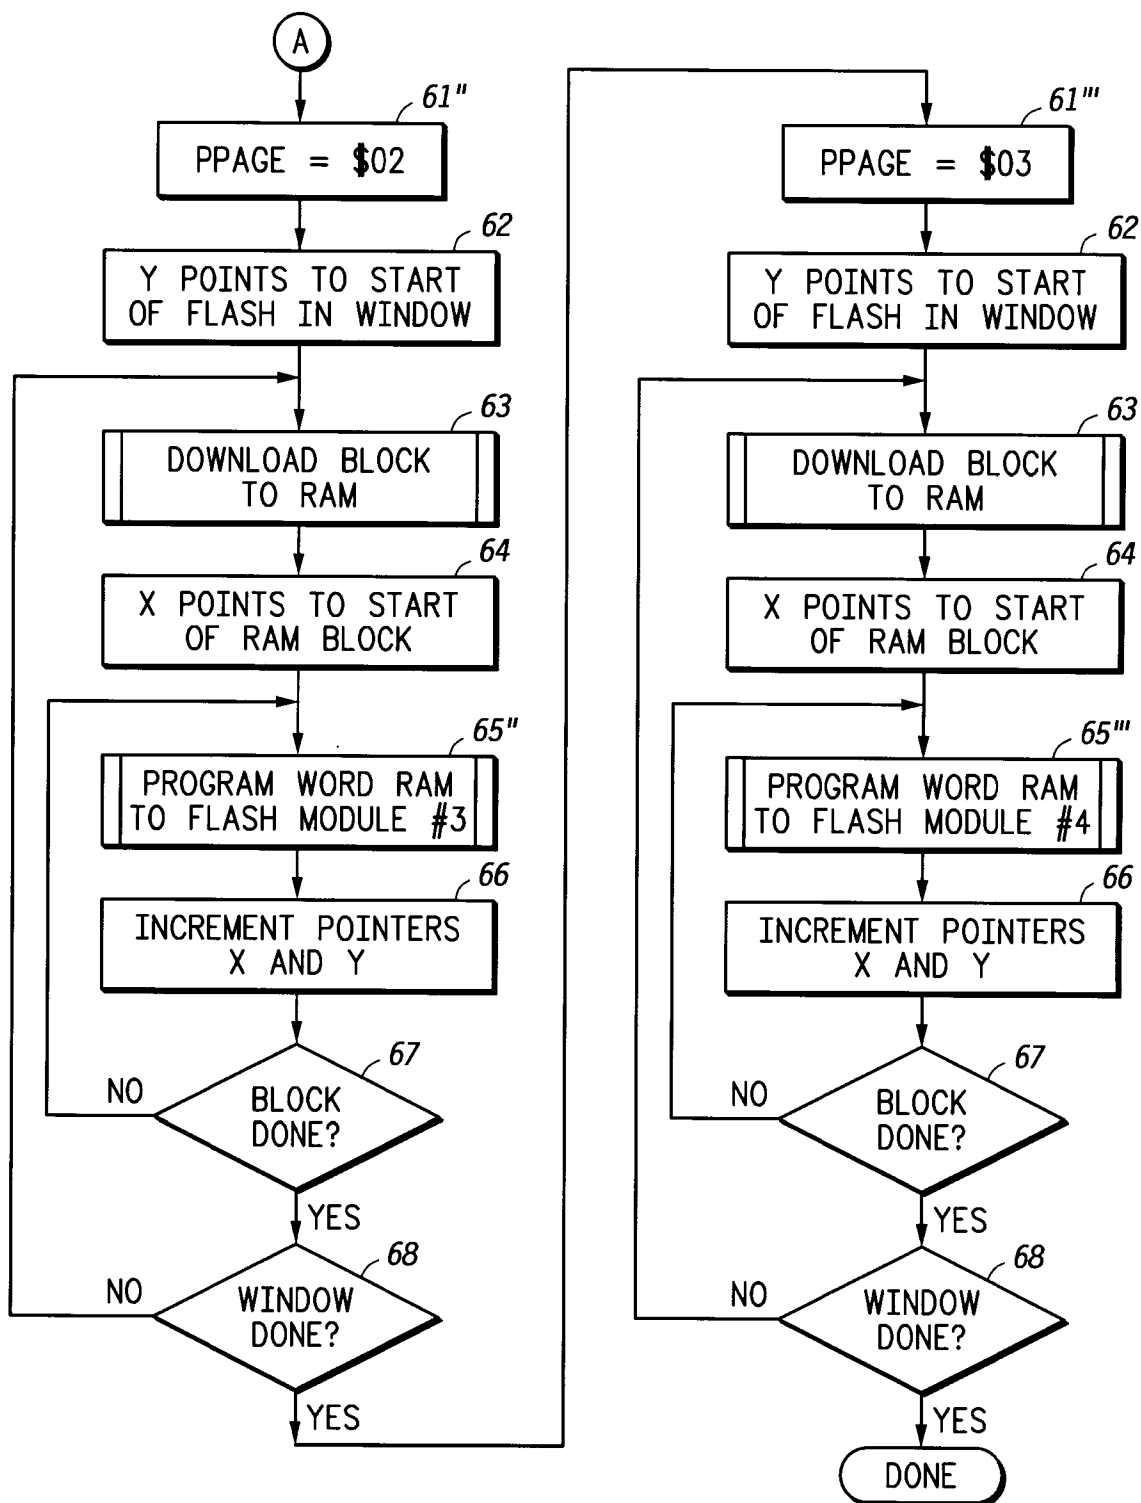 A
61"
PPAGE = $02
62
Y POINTS TO START
OF FLASH IN WINDOW
63
DOWNLOAD BLOCK
TO RAM
64
X POINTS TO START
OF RAM BLOCK
65"
PROGRAM WORD RAM
TO FLASH MODULE #3
66
INCREMENT POINTERS
X AND Y
67
NO
BLOCK
DONE?
YES
68
NO
WINDOW
DONE?
YES
61'''
PPAGE = $03
62
Y POINTS TO START
OF FLASH IN WINDOW
63
DOWNLOAD BLOCK
TO RAM
64
X POINTS TO START
OF RAM BLOCK
65'''
PROGRAM WORD RAM
TO FLASH MODULE #4
66
INCREMENT POINTERS
X AND Y
67
NO
BLOCK
DONE?
YES
68
NO
WINDOW
DONE?
YES
DONE